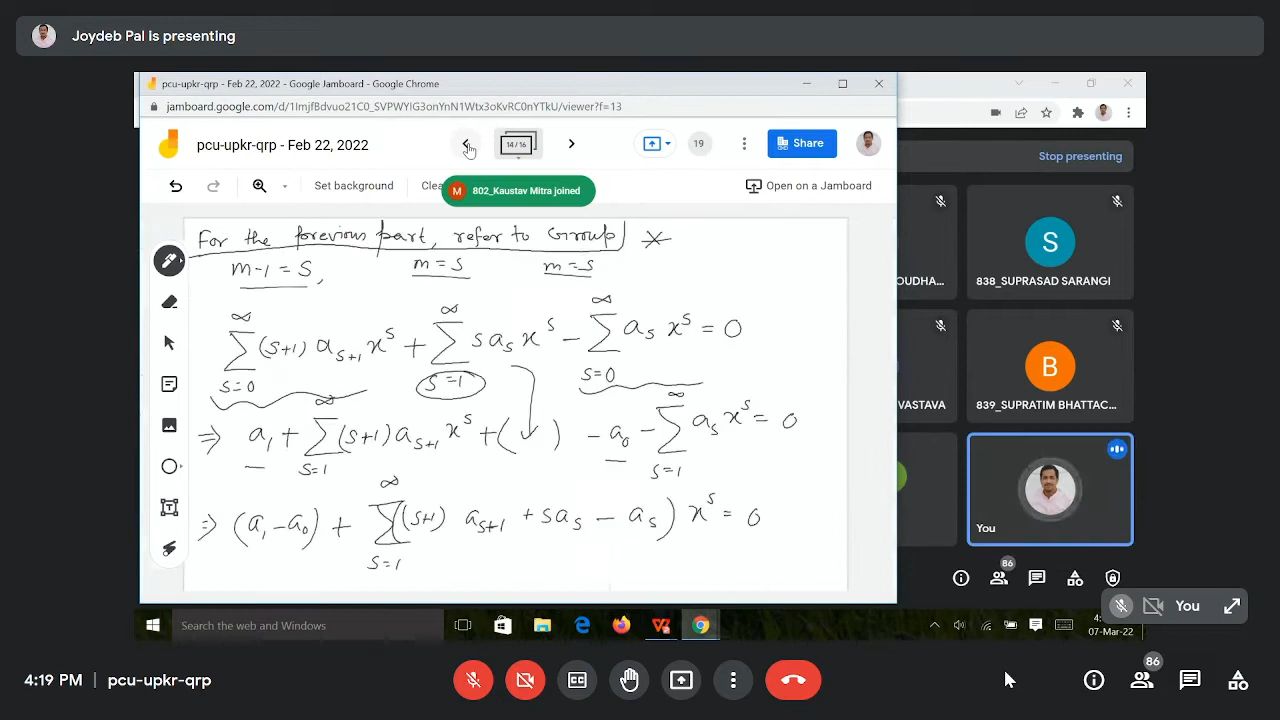 Joydeb Pal is presenting
pcu-upkr-qrp - Feb 22, 2022 - Google Jamboard - Google Chrome
jamboard.google.com/d/1ImjfBdvuo21C0_SVPWYIG3onYnN1Wtx3oKvRC0nYTkU/viewer?f=13
pcu-upkr-qrp - Feb 22, 2022
14 / 16
19
Share
Stop presenting
Set background
Clea
M 802_Kaustav Mitra joined
Open on a Jamboard
For the previous part, refer to Group
m-1 = s, m = s m = s
∑_{s=0}^{∞} (s+1) a_{s+1} x^s + ∑_{s=1}^{∞} s a_s x^s − ∑_{s=0}^{∞} a_s x^s = 0
⇒ a_1 + ∑_{s=1}^{∞} (s+1) a_{s+1} x^s + ( ) − a_0 − ∑_{s=1}^{∞} a_s x^s = 0
⇒ (a_1 − a_0) + ∑_{s=1}^{∞} (s+1) a_{s+1} + s a_s − a_s ) x^s = 0
S
OUDHA...
838_SUPRASAD SARANGI
B
VASTAVA
839_SUPRATIM BHATTAC...
You
86
You
Search the web and Windows
07-Mar-22
4:19 PM | pcu-upkr-qrp
86